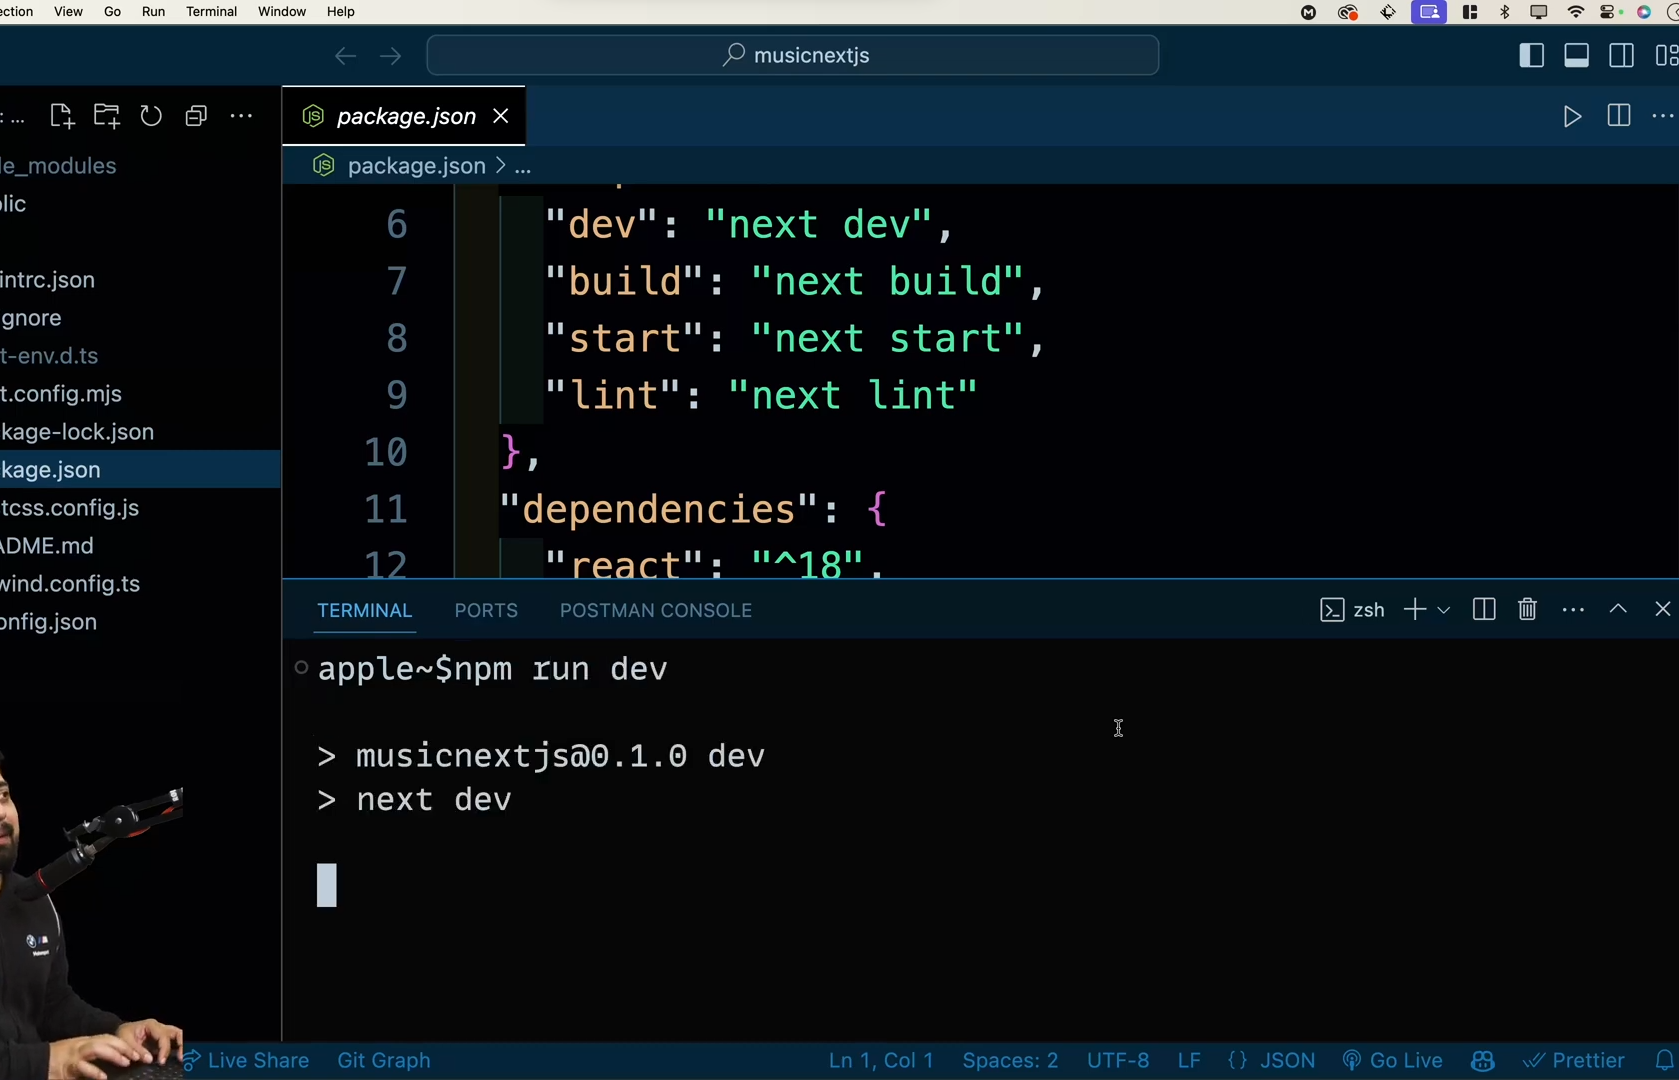 ection View Go Run Terminal Window Help
musicnextjs
: ...
package.json
package.json > ...
le_modules
lic
intrc.json
gnore
t-env.d.ts
t.config.mjs
kage-lock.json
kage.json
tcss.config.js
ADME.md
wind.config.ts
onfig.json
6 "dev": "next dev",
7 "build": "next build",
8 "start": "next start",
9 "lint": "next lint"
10 },
11 "dependencies": {
12 "react": "^18",
TERMINAL PORTS POSTMAN CONSOLE
zsh
apple~$npm run dev
> musicnextjs@0.1.0 dev
> next dev
Live Share Git Graph Ln 1, Col 1 Spaces: 2 UTF-8 LF {} JSON Go Live Prettier